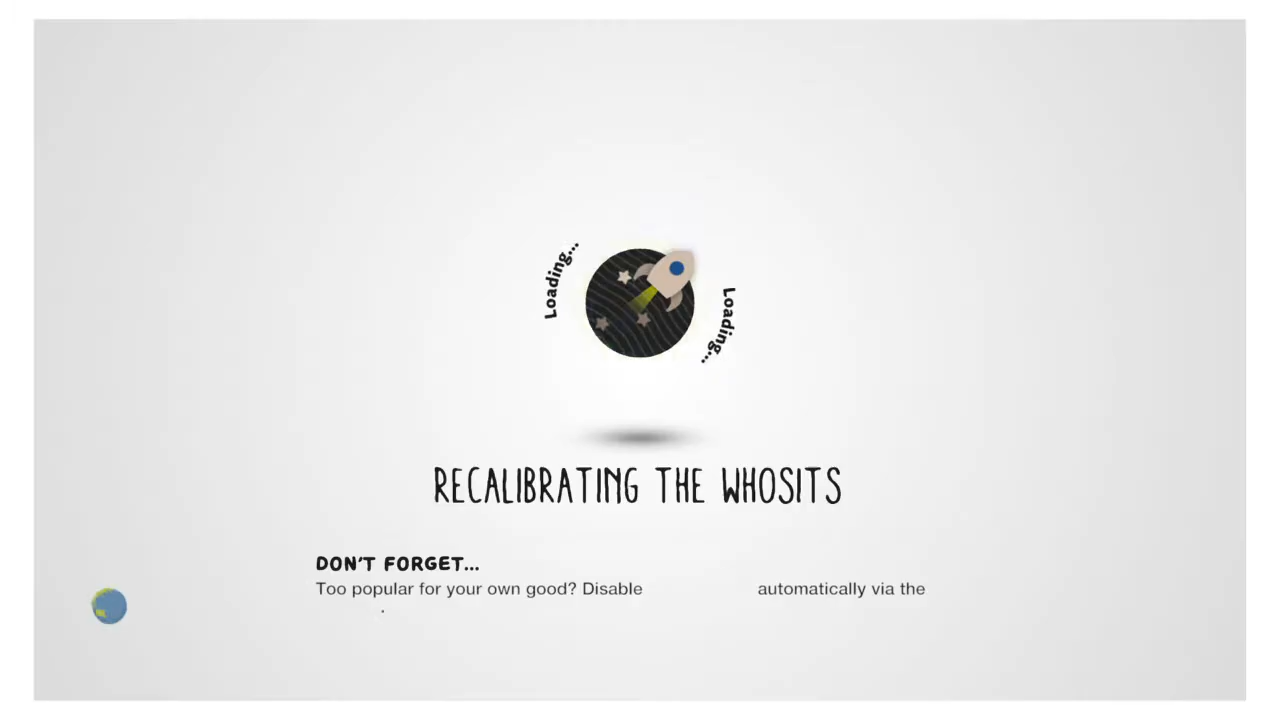 Loading...
Loading...
RECALIBRATING THE WHOSITS
DON'T FORGET...
Too popular for your own good? Disable automatically via the
.